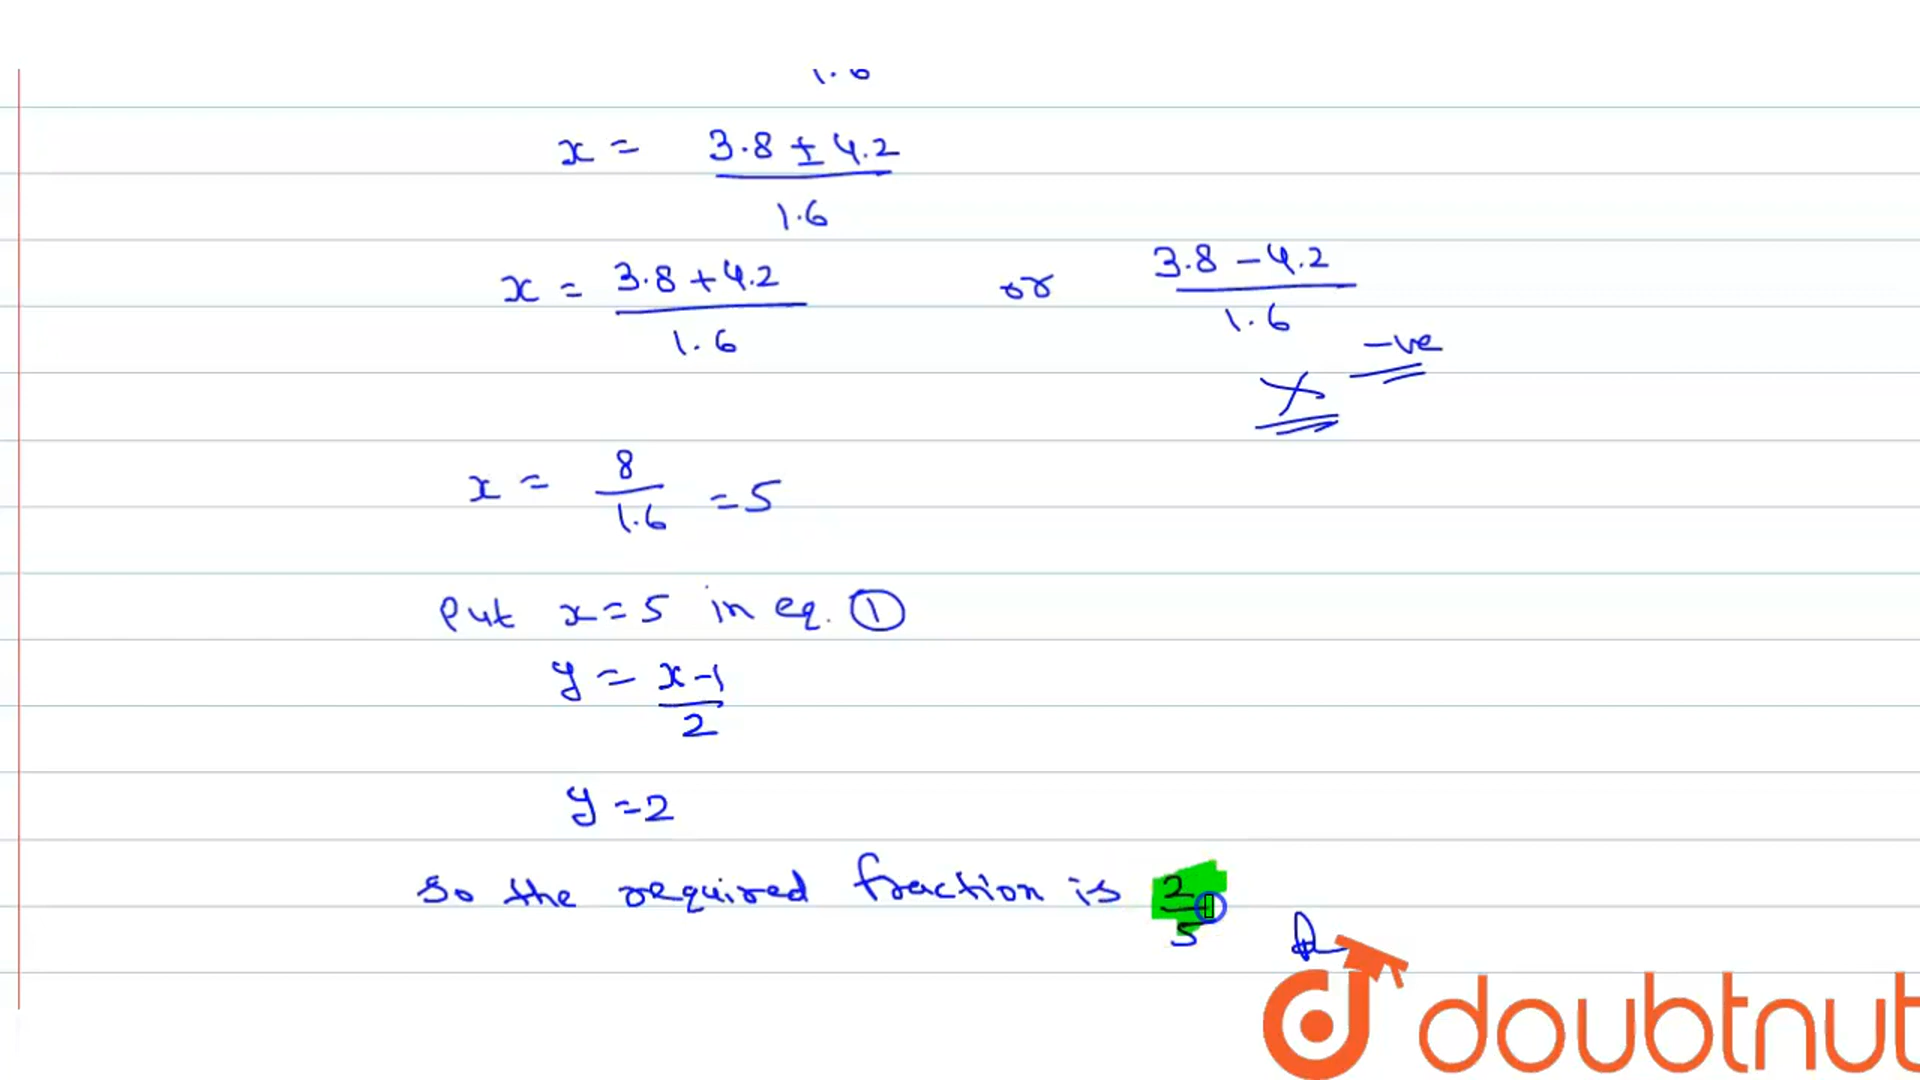 1.6
x = 3.8 ± 4.2
1.6
x = 3.8 + 4.2 or 3.8 - 4.2
1.6 1.6
-ve
x = 8/1.6 = 5
Put x = 5 in eq. ①
y = x-1
2
y = 2
So the required fraction is 2/5
doubtnut